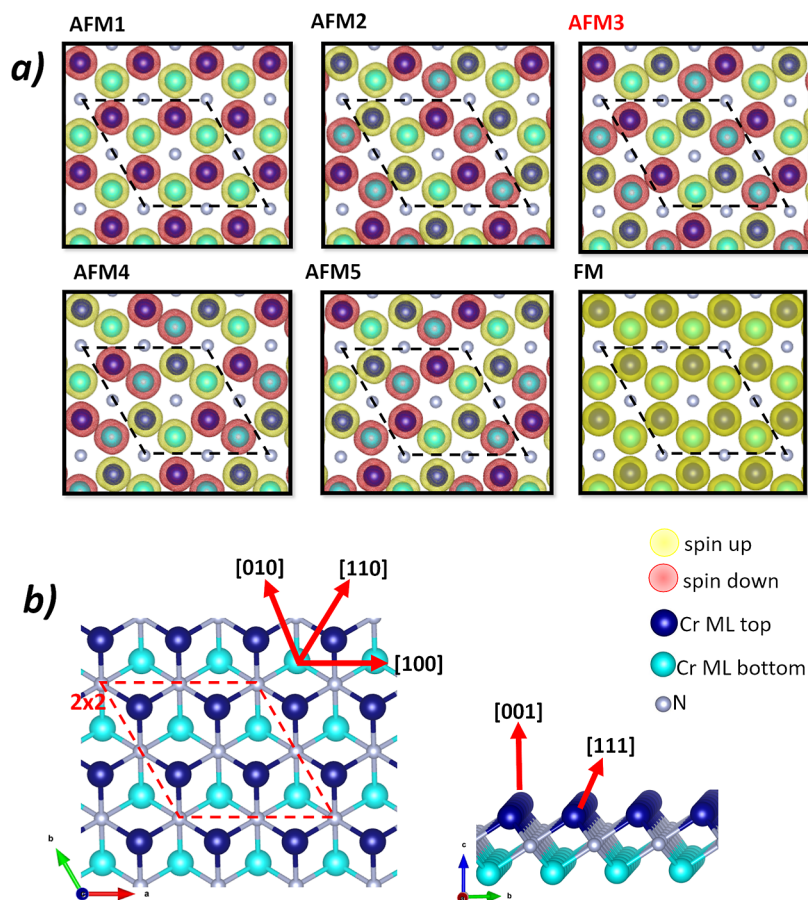 AFM1 AFM2 AFM3
a)
AFM4 AFM5 FM
b)
[010] [110]
[100]
2x2
b
a
spin up
spin down
Cr ML top
Cr ML bottom
N
[001]
[111]
c
b